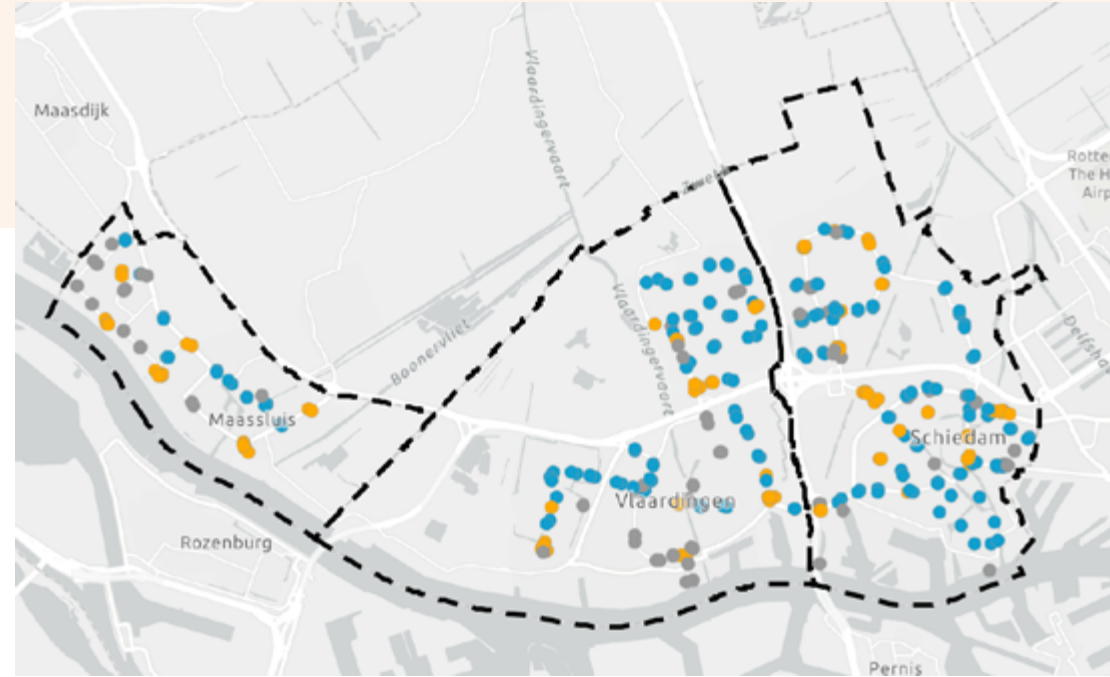 Maasdijk
Vlaardingervaart
Zweth
Rotte
The H
Airp
Vlaardingervaart
Boonervliet
Delfsha
Maassluis
Schiedam
Vlaardingen
Rozenburg
Pernis